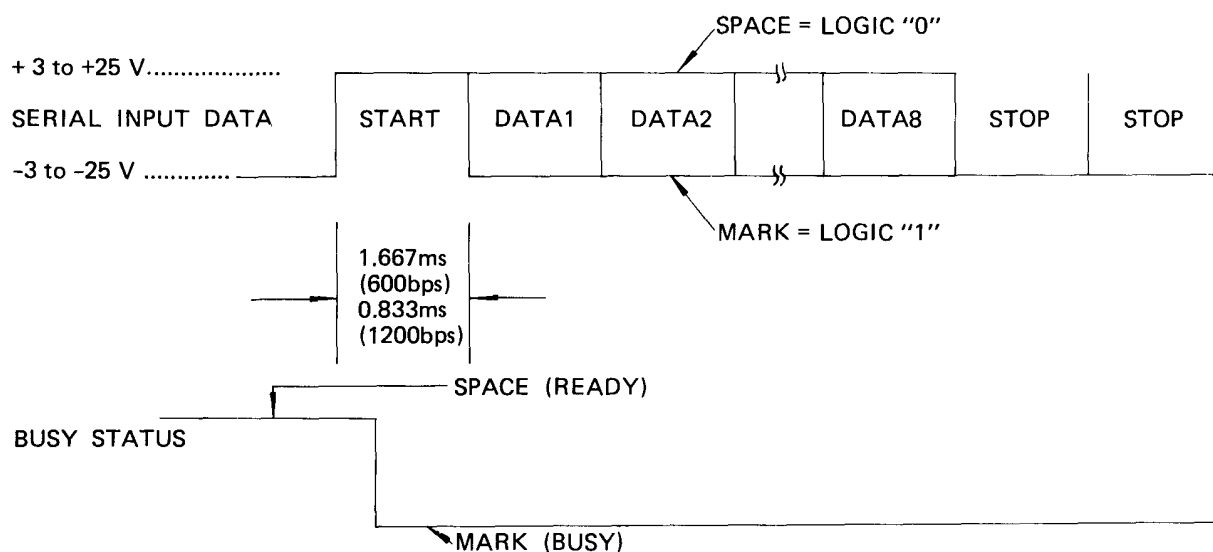 SPACE = LOGIC "0"
+ 3 to +25 V.....................
SERIAL INPUT DATA
START
DATA1
DATA2
DATA8
STOP
STOP
-3 to -25 V .............
MARK = LOGIC "1"
1.667ms
(600bps)
0.833ms
(1200bps)
SPACE (READY)
BUSY STATUS
MARK (BUSY)